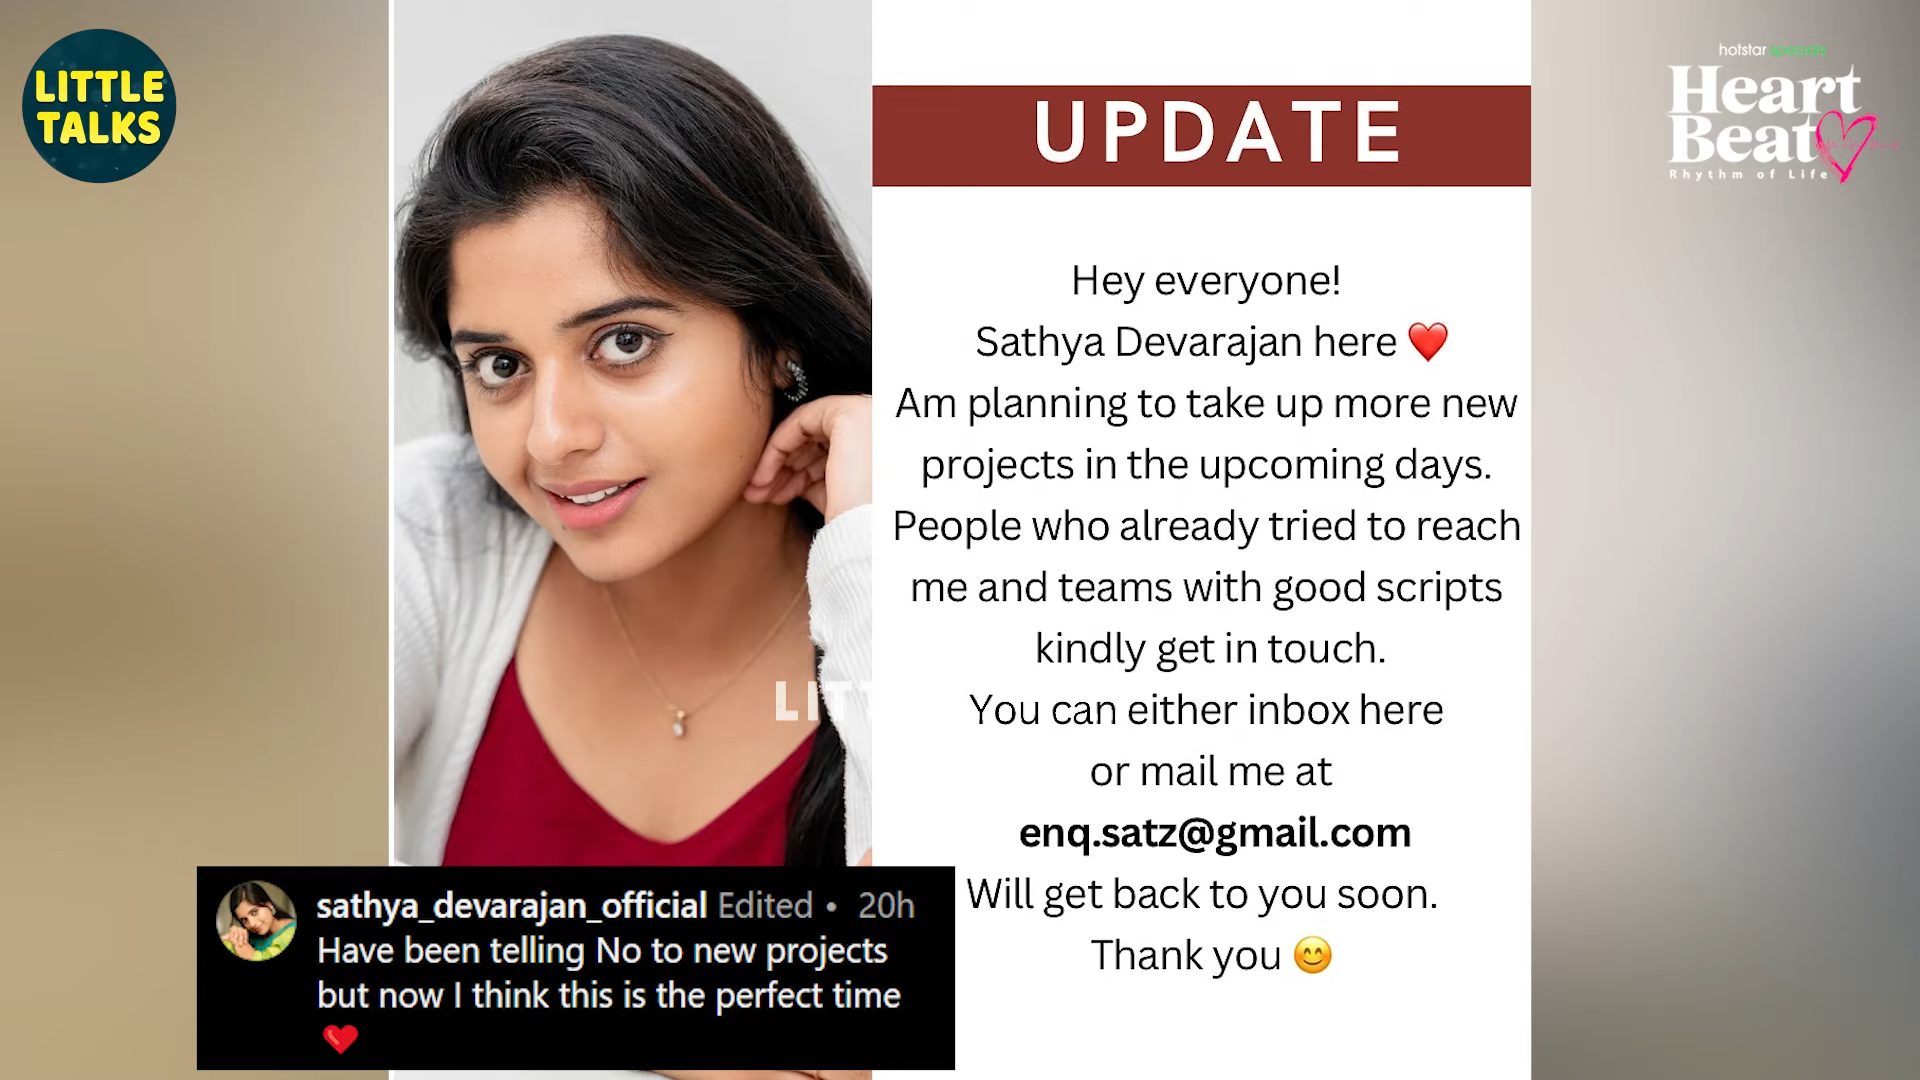 LITTLE
TALKS
hotstar specials
Heart
Beat
Rhythm of Life
UPDATE
Hey everyone!
Sathya Devarajan here ❤️
Am planning to take up more new
projects in the upcoming days.
People who already tried to reach
me and teams with good scripts
kindly get in touch.
You can either inbox here
or mail me at
enq.satz@gmail.com
Will get back to you soon.
Thank you 😊
sathya_devarajan_official Edited • 20h
Have been telling No to new projects
but now I think this is the perfect time
❤️